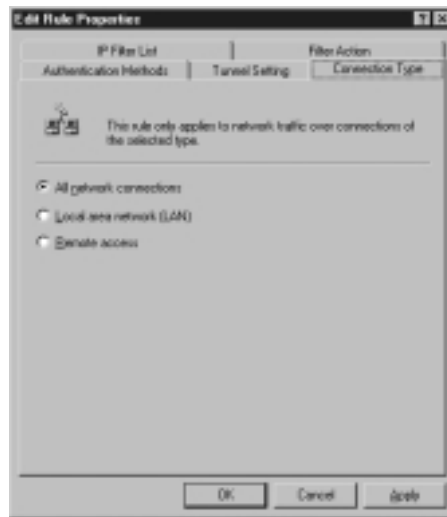 Edit Rule Properties
IP Filter List
Filter Action
Authentication Methods
Tunnel Setting
Connection Type
This rule only applies to network traffic over connections of
the selected type.
All network connections
Local area network (LAN)
Remote access
OK
Cancel
Apply